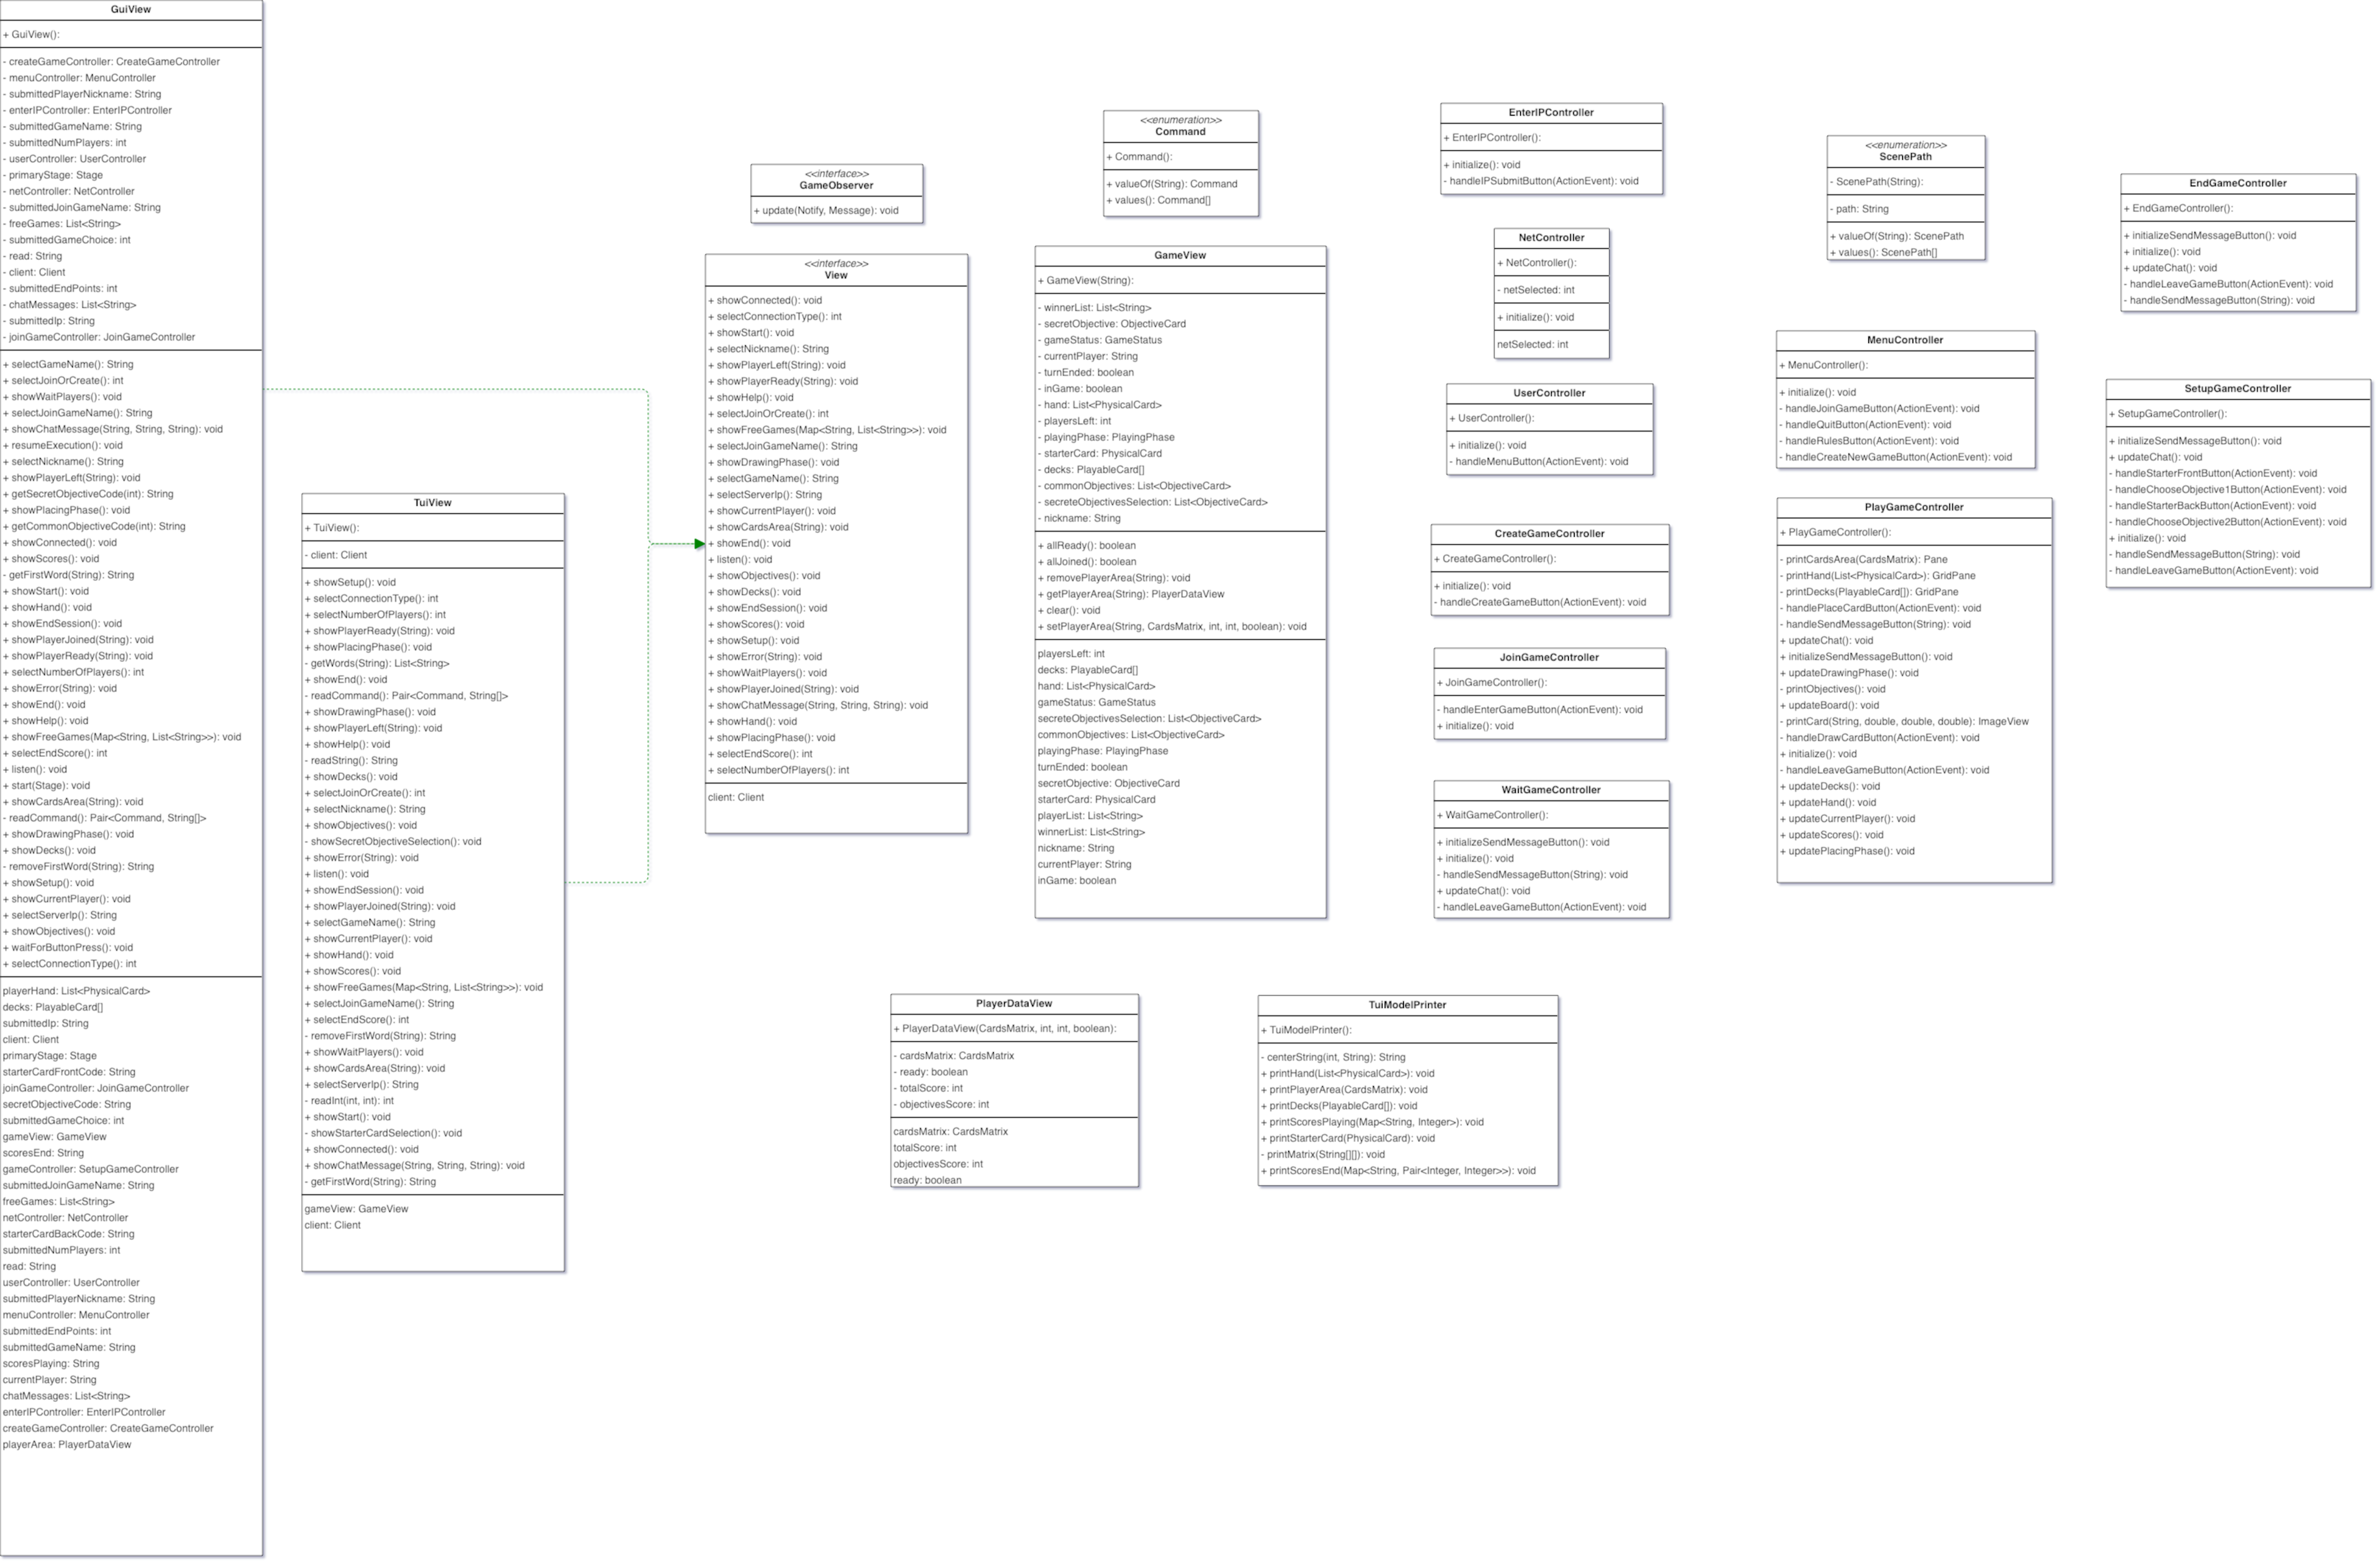 GuiView
+ GuiView():
- createGameController: CreateGameController
- menuController: MenuController
- submittedPlayerNickname: String
- enterIPController: EnterIPController
- submittedGameName: String
- submittedNumPlayers: int
- userController: UserController
- primaryStage: Stage
- netController: NetController
- submittedJoinGameName: String
- freeGames: List<String>
- submittedGameChoice: int
- read: String
- client: Client
- submittedEndPoints: int
- chatMessages: List<String>
- submittedIp: String
- joinGameController: JoinGameController
+ selectGameName(): String
+ selectJoinOrCreate(): int
+ showWaitPlayers(): void
+ selectJoinGameName(): String
+ showChatMessage(String, String, String): void
+ resumeExecution(): void
+ selectNickname(): String
+ showPlayerLeft(String): void
+ getSecretObjectiveCode(int): String
+ showPlacingPhase(): void
+ getCommonObjectiveCode(int): String
+ showConnected(): void
+ showScores(): void
- getFirstWord(String): String
+ showStart(): void
+ showHand(): void
+ showEndSession(): void
+ showPlayerJoined(String): void
+ showPlayerReady(String): void
+ selectNumberOfPlayers(): int
+ showError(String): void
+ showEnd(): void
+ showHelp(): void
+ showFreeGames(Map<String, List<String>>): void
+ selectEndScore(): int
+ listen(): void
+ start(Stage): void
+ showCardsArea(String): void
- readCommand(): Pair<Command, String[]>
+ showDrawingPhase(): void
+ showDecks(): void
- removeFirstWord(String): String
+ showSetup(): void
+ showCurrentPlayer(): void
+ selectServerIp(): String
+ showObjectives(): void
+ waitForButtonPress(): void
+ selectConnectionType(): int
playerHand: List<PhysicalCard>
decks: PlayableCard[]
submittedIp: String
client: Client
primaryStage: Stage
starterCardFrontCode: String
joinGameController: JoinGameController
secretObjectiveCode: String
submittedGameChoice: int
gameView: GameView
scoresEnd: String
gameController: SetupGameController
submittedJoinGameName: String
freeGames: List<String>
netController: NetController
starterCardBackCode: String
submittedNumPlayers: int
read: String
userController: UserController
submittedPlayerNickname: String
menuController: MenuController
submittedEndPoints: int
submittedGameName: String
scoresPlaying: String
currentPlayer: String
chatMessages: List<String>
enterIPController: EnterIPController
createGameController: CreateGameController
playerArea: PlayerDataView
TuiView
+ TuiView():
- client: Client
+ showSetup(): void
+ selectConnectionType(): int
+ selectNumberOfPlayers(): int
+ showPlayerReady(String): void
+ showPlacingPhase(): void
- getWords(String): List<String>
+ showEnd(): void
- readCommand(): Pair<Command, String[]>
+ showDrawingPhase(): void
+ showPlayerLeft(String): void
+ showHelp(): void
- readString(): String
+ showDecks(): void
+ selectJoinOrCreate(): int
+ selectNickname(): String
+ showObjectives(): void
- showSecretObjectiveSelection(): void
+ showError(String): void
+ listen(): void
+ showEndSession(): void
+ showPlayerJoined(String): void
+ selectGameName(): String
+ showCurrentPlayer(): void
+ showHand(): void
+ showScores(): void
+ showFreeGames(Map<String, List<String>>): void
+ selectJoinGameName(): String
+ selectEndScore(): int
- removeFirstWord(String): String
+ showWaitPlayers(): void
+ showCardsArea(String): void
+ selectServerIp(): String
- readInt(int, int): int
+ showStart(): void
- showStarterCardSelection(): void
+ showConnected(): void
+ showChatMessage(String, String, String): void
- getFirstWord(String): String
gameView: GameView
client: Client
<<interface>>
GameObserver
+ update(Notify, Message): void
<<interface>>
View
+ showConnected(): void
+ selectConnectionType(): int
+ showStart(): void
+ selectNickname(): String
+ showPlayerLeft(String): void
+ showPlayerReady(String): void
+ showHelp(): void
+ selectJoinOrCreate(): int
+ showFreeGames(Map<String, List<String>>): void
+ selectJoinGameName(): String
+ showDrawingPhase(): void
+ selectGameName(): String
+ selectServerIp(): String
+ showCurrentPlayer(): void
+ showCardsArea(String): void
+ showEnd(): void
+ listen(): void
+ showObjectives(): void
+ showDecks(): void
+ showEndSession(): void
+ showScores(): void
+ showSetup(): void
+ showError(String): void
+ showWaitPlayers(): void
+ showPlayerJoined(String): void
+ showChatMessage(String, String, String): void
+ showHand(): void
+ showPlacingPhase(): void
+ selectEndScore(): int
+ selectNumberOfPlayers(): int
client: Client
<<enumeration>>
Command
+ Command():
+ valueOf(String): Command
+ values(): Command[]
GameView
+ GameView(String):
- winnerList: List<String>
- secretObjective: ObjectiveCard
- gameStatus: GameStatus
- currentPlayer: String
- turnEnded: boolean
- inGame: boolean
- hand: List<PhysicalCard>
- playersLeft: int
- playingPhase: PlayingPhase
- starterCard: PhysicalCard
- decks: PlayableCard[]
- commonObjectives: List<ObjectiveCard>
- secreteObjectivesSelection: List<ObjectiveCard>
- nickname: String
+ allReady(): boolean
+ allJoined(): boolean
+ removePlayerArea(String): void
+ getPlayerArea(String): PlayerDataView
+ clear(): void
+ setPlayerArea(String, CardsMatrix, int, int, boolean): void
playersLeft: int
decks: PlayableCard[]
hand: List<PhysicalCard>
gameStatus: GameStatus
secreteObjectivesSelection: List<ObjectiveCard>
commonObjectives: List<ObjectiveCard>
playingPhase: PlayingPhase
turnEnded: boolean
secretObjective: ObjectiveCard
starterCard: PhysicalCard
playerList: List<String>
winnerList: List<String>
nickname: String
currentPlayer: String
inGame: boolean
PlayerDataView
+ PlayerDataView(CardsMatrix, int, int, boolean):
- cardsMatrix: CardsMatrix
- ready: boolean
- totalScore: int
- objectivesScore: int
cardsMatrix: CardsMatrix
totalScore: int
objectivesScore: int
ready: boolean
TuiModelPrinter
+ TuiModelPrinter():
- centerString(int, String): String
+ printHand(List<PhysicalCard>): void
+ printPlayerArea(CardsMatrix): void
+ printDecks(PlayableCard[]): void
+ printScoresPlaying(Map<String, Integer>): void
+ printStarterCard(PhysicalCard): void
- printMatrix(String[][]): void
+ printScoresEnd(Map<String, Pair<Integer, Integer>>): void
EnterIPController
+ EnterIPController():
+ initialize(): void
- handleIPSubmitButton(ActionEvent): void
NetController
+ NetController():
- netSelected: int
+ initialize(): void
netSelected: int
UserController
+ UserController():
+ initialize(): void
- handleMenuButton(ActionEvent): void
CreateGameController
+ CreateGameController():
+ initialize(): void
- handleCreateGameButton(ActionEvent): void
JoinGameController
+ JoinGameController():
- handleEnterGameButton(ActionEvent): void
+ initialize(): void
WaitGameController
+ WaitGameController():
+ initializeSendMessageButton(): void
+ initialize(): void
- handleSendMessageButton(String): void
+ updateChat(): void
- handleLeaveGameButton(ActionEvent): void
<<enumeration>>
ScenePath
- ScenePath(String):
- path: String
+ valueOf(String): ScenePath
+ values(): ScenePath[]
MenuController
+ MenuController():
+ initialize(): void
- handleJoinGameButton(ActionEvent): void
- handleQuitButton(ActionEvent): void
- handleRulesButton(ActionEvent): void
- handleCreateNewGameButton(ActionEvent): void
PlayGameController
+ PlayGameController():
- printCardsArea(CardsMatrix): Pane
- printHand(List<PhysicalCard>): GridPane
- printDecks(PlayableCard[]): GridPane
- handlePlaceCardButton(ActionEvent): void
- handleSendMessageButton(String): void
+ updateChat(): void
+ initializeSendMessageButton(): void
+ updateDrawingPhase(): void
- printObjectives(): void
+ updateBoard(): void
- printCard(String, double, double, double): ImageView
- handleDrawCardButton(ActionEvent): void
+ initialize(): void
- handleLeaveGameButton(ActionEvent): void
+ updateDecks(): void
+ updateHand(): void
+ updateCurrentPlayer(): void
+ updateScores(): void
+ updatePlacingPhase(): void
EndGameController
+ EndGameController():
+ initializeSendMessageButton(): void
+ initialize(): void
+ updateChat(): void
- handleLeaveGameButton(ActionEvent): void
- handleSendMessageButton(String): void
SetupGameController
+ SetupGameController():
+ initializeSendMessageButton(): void
+ updateChat(): void
- handleStarterFrontButton(ActionEvent): void
- handleChooseObjective1Button(ActionEvent): void
- handleStarterBackButton(ActionEvent): void
- handleChooseObjective2Button(ActionEvent): void
+ initialize(): void
- handleSendMessageButton(String): void
- handleLeaveGameButton(ActionEvent): void